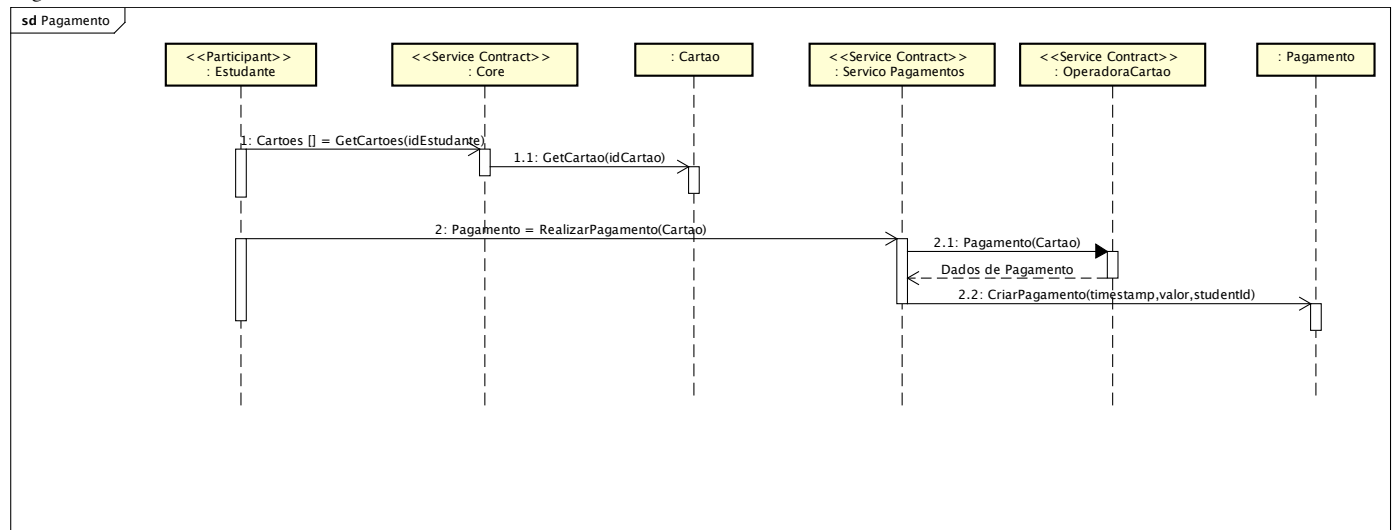 sd Pagamento
<<Participant>>
: Estudante
<<Service Contract>>
: Core
: Cartao
<<Service Contract>>
: Servico Pagamentos
<<Service Contract>>
: OperadoraCartao
: Pagamento
1: Cartoes [] = GetCartoes(idEstudante)
1.1: GetCartao(idCartao)
2: Pagamento = RealizarPagamento(Cartao)
2.1: Pagamento(Cartao)
Dados de Pagamento
2.2: CriarPagamento(timestamp,valor,studentId)